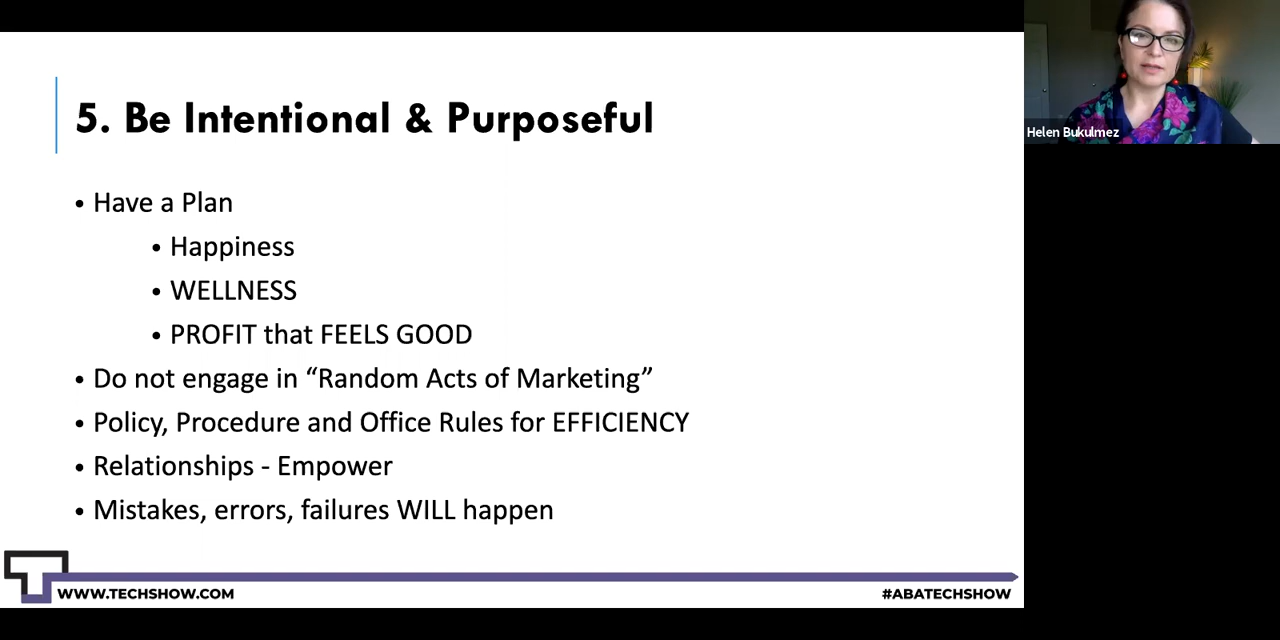 5. Be Intentional & Purposeful
• Have a Plan
• Happiness
• WELLNESS
• PROFIT that FEELS GOOD
• Do not engage in “Random Acts of Marketing”
• Policy, Procedure and Office Rules for EFFICIENCY
• Relationships - Empower
• Mistakes, errors, failures WILL happen
WWW.TECHSHOW.COM
#ABATECHSHOW
Helen Bukulmez